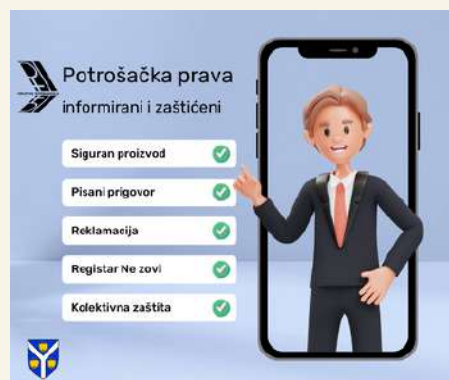 Potrošačka prava
informirani i zaštićeni
Siguran proizvod
Pisani prigovor
Reklamacija
Registar Ne zovi
Kolektivna zaštita